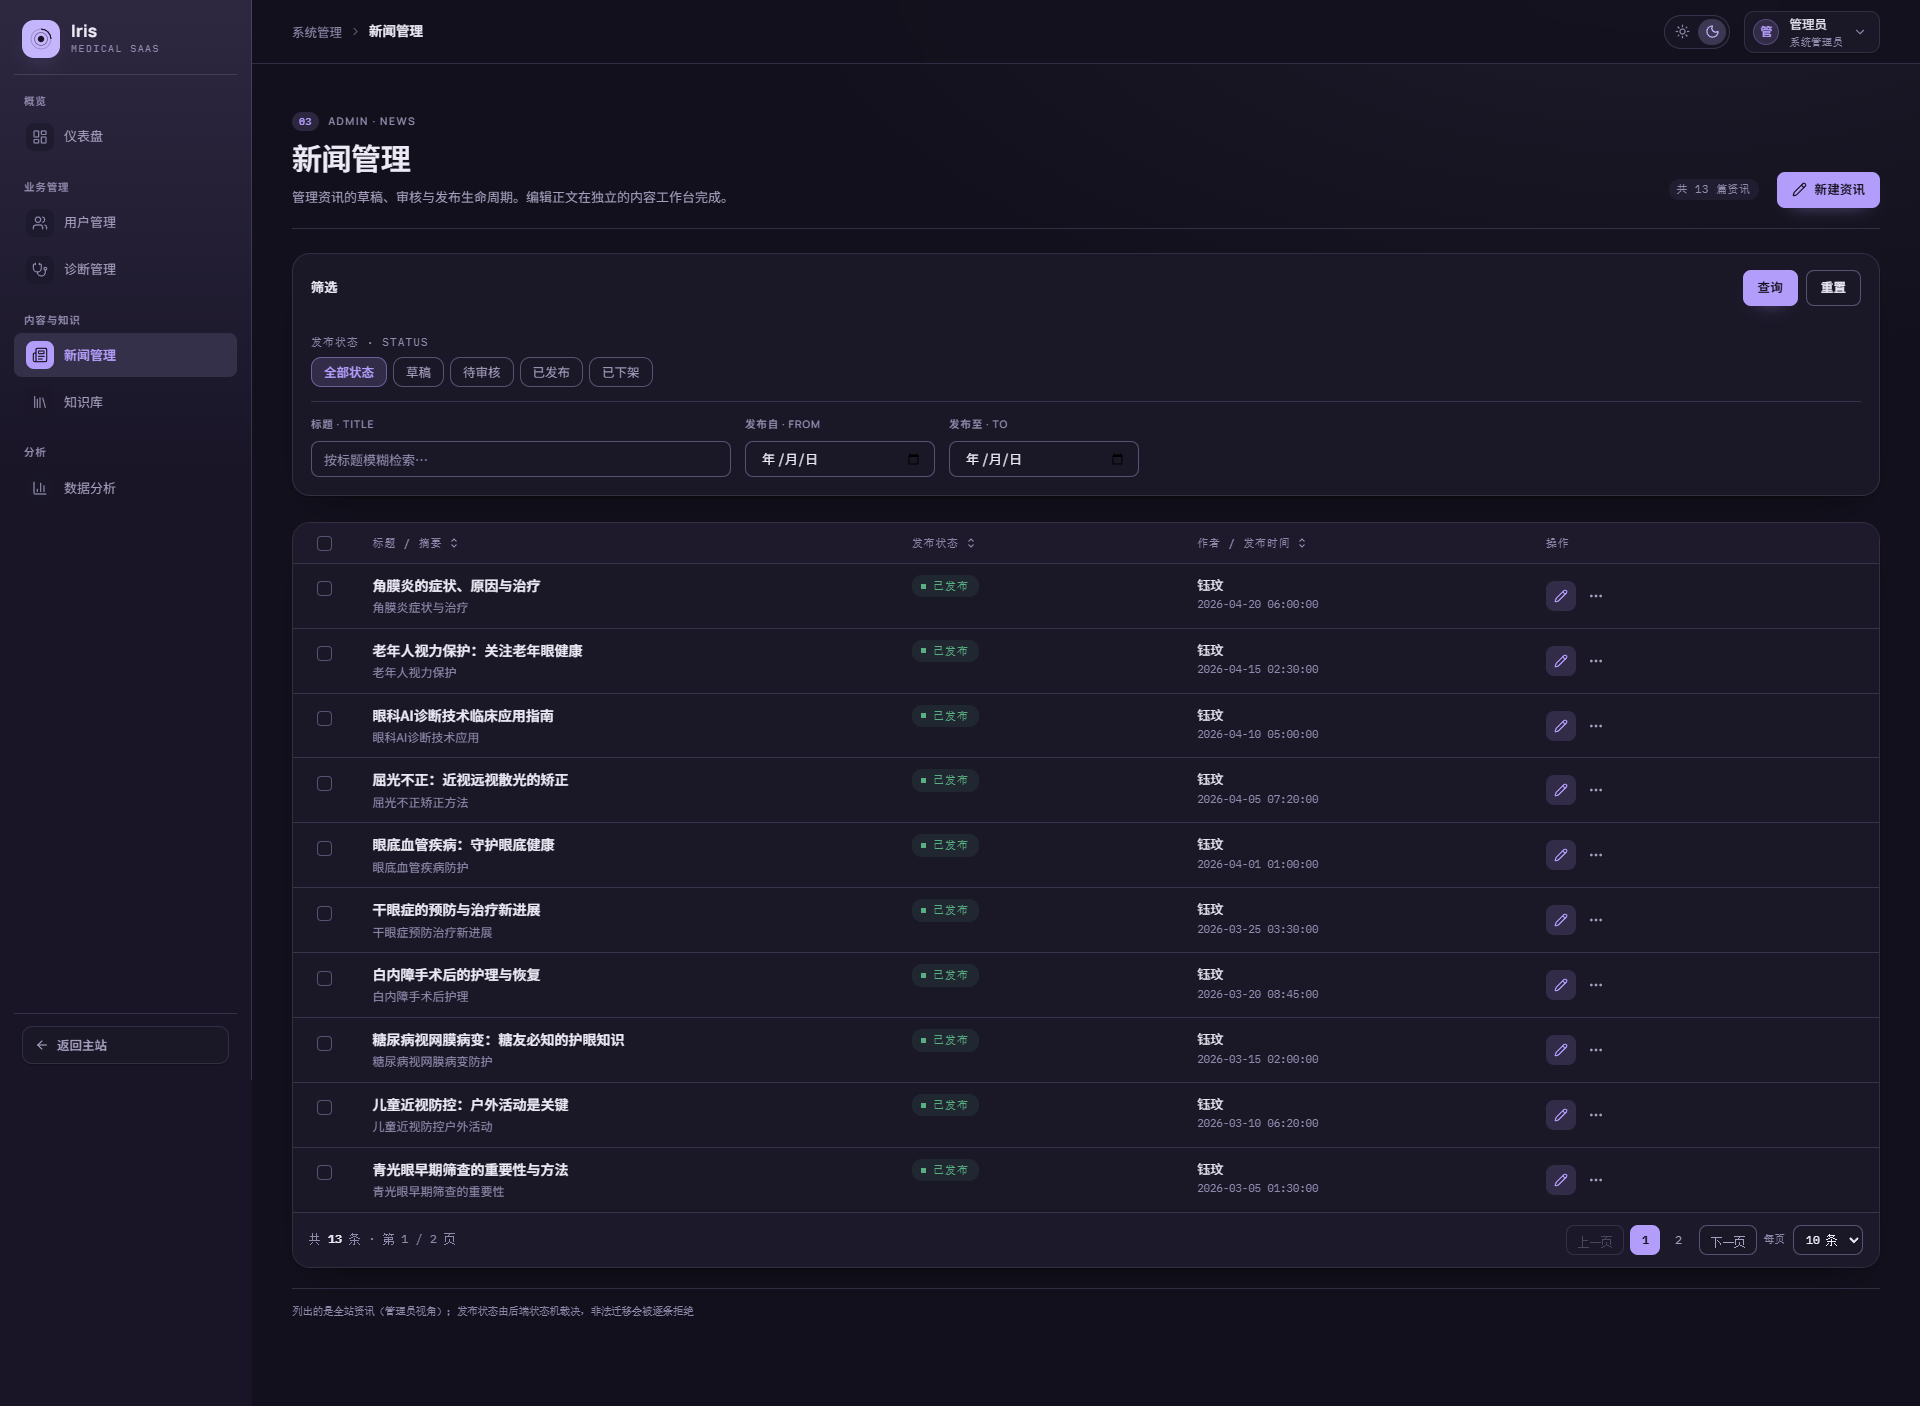 Iris
MEDICAL SAAS
概览
仪表盘
业务管理
用户管理
诊断管理
内容与知识
新闻管理
知识库
分析
数据分析
返回主站
系统管理
新闻管理
管
管理员
系统管理员
03 ADMIN · NEWS
新闻管理
管理资讯的草稿、审核与发布生命周期。编辑正文在独立的内容工作台完成。
共 13 篇资讯
新建资讯
筛选
查询
重置
发布状态 · STATUS
全部状态
草稿
待审核
已发布
已下架
标题 · TITLE
发布自 · FROM
发布至 · TO
按标题模糊检索…
年 /月/日
年 /月/日
标题 / 摘要
发布状态
作者 / 发布时间
操作
角膜炎的症状、原因与治疗
角膜炎症状与治疗
已发布
钰玟
2026-04-20 06:00:00
老年人视力保护：关注老年眼健康
老年人视力保护
已发布
钰玟
2026-04-15 02:30:00
眼科AI诊断技术临床应用指南
眼科AI诊断技术应用
已发布
钰玟
2026-04-10 05:00:00
屈光不正：近视远视散光的矫正
屈光不正矫正方法
已发布
钰玟
2026-04-05 07:20:00
眼底血管疾病：守护眼底健康
眼底血管疾病防护
已发布
钰玟
2026-04-01 01:00:00
干眼症的预防与治疗新进展
干眼症预防治疗新进展
已发布
钰玟
2026-03-25 03:30:00
白内障手术后的护理与恢复
白内障手术后护理
已发布
钰玟
2026-03-20 08:45:00
糖尿病视网膜病变：糖友必知的护眼知识
糖尿病视网膜病变防护
已发布
钰玟
2026-03-15 02:00:00
儿童近视防控：户外活动是关键
儿童近视防控户外活动
已发布
钰玟
2026-03-10 06:20:00
青光眼早期筛查的重要性与方法
青光眼早期筛查的重要性
已发布
钰玟
2026-03-05 01:30:00
共 13 条 · 第 1 / 2 页
上一页
1
2
下一页
每页
10 条
列出的是全站资讯（管理员视角）；发布状态由后端状态机裁决，非法迁移会被逐条拒绝